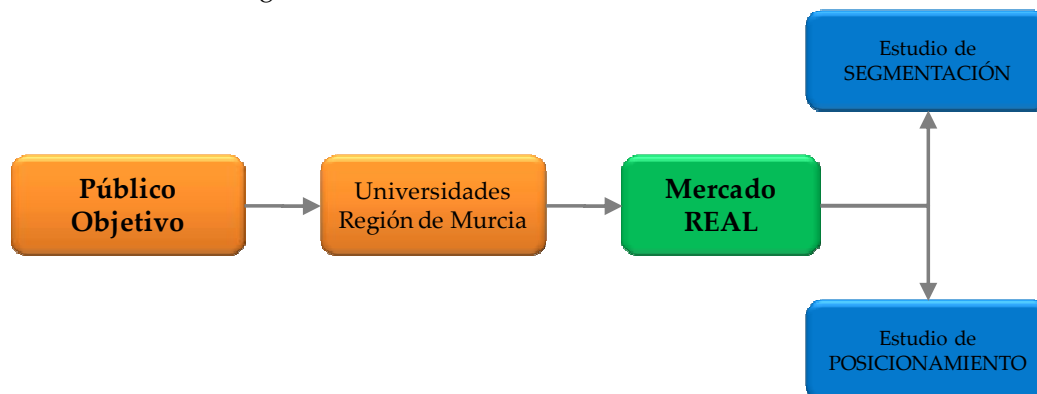 Estudio de
SEGMENTACIÓN
Público
Objetivo
Universidades
Región de Murcia
Mercado
REAL
Estudio de
POSICIONAMIENTO